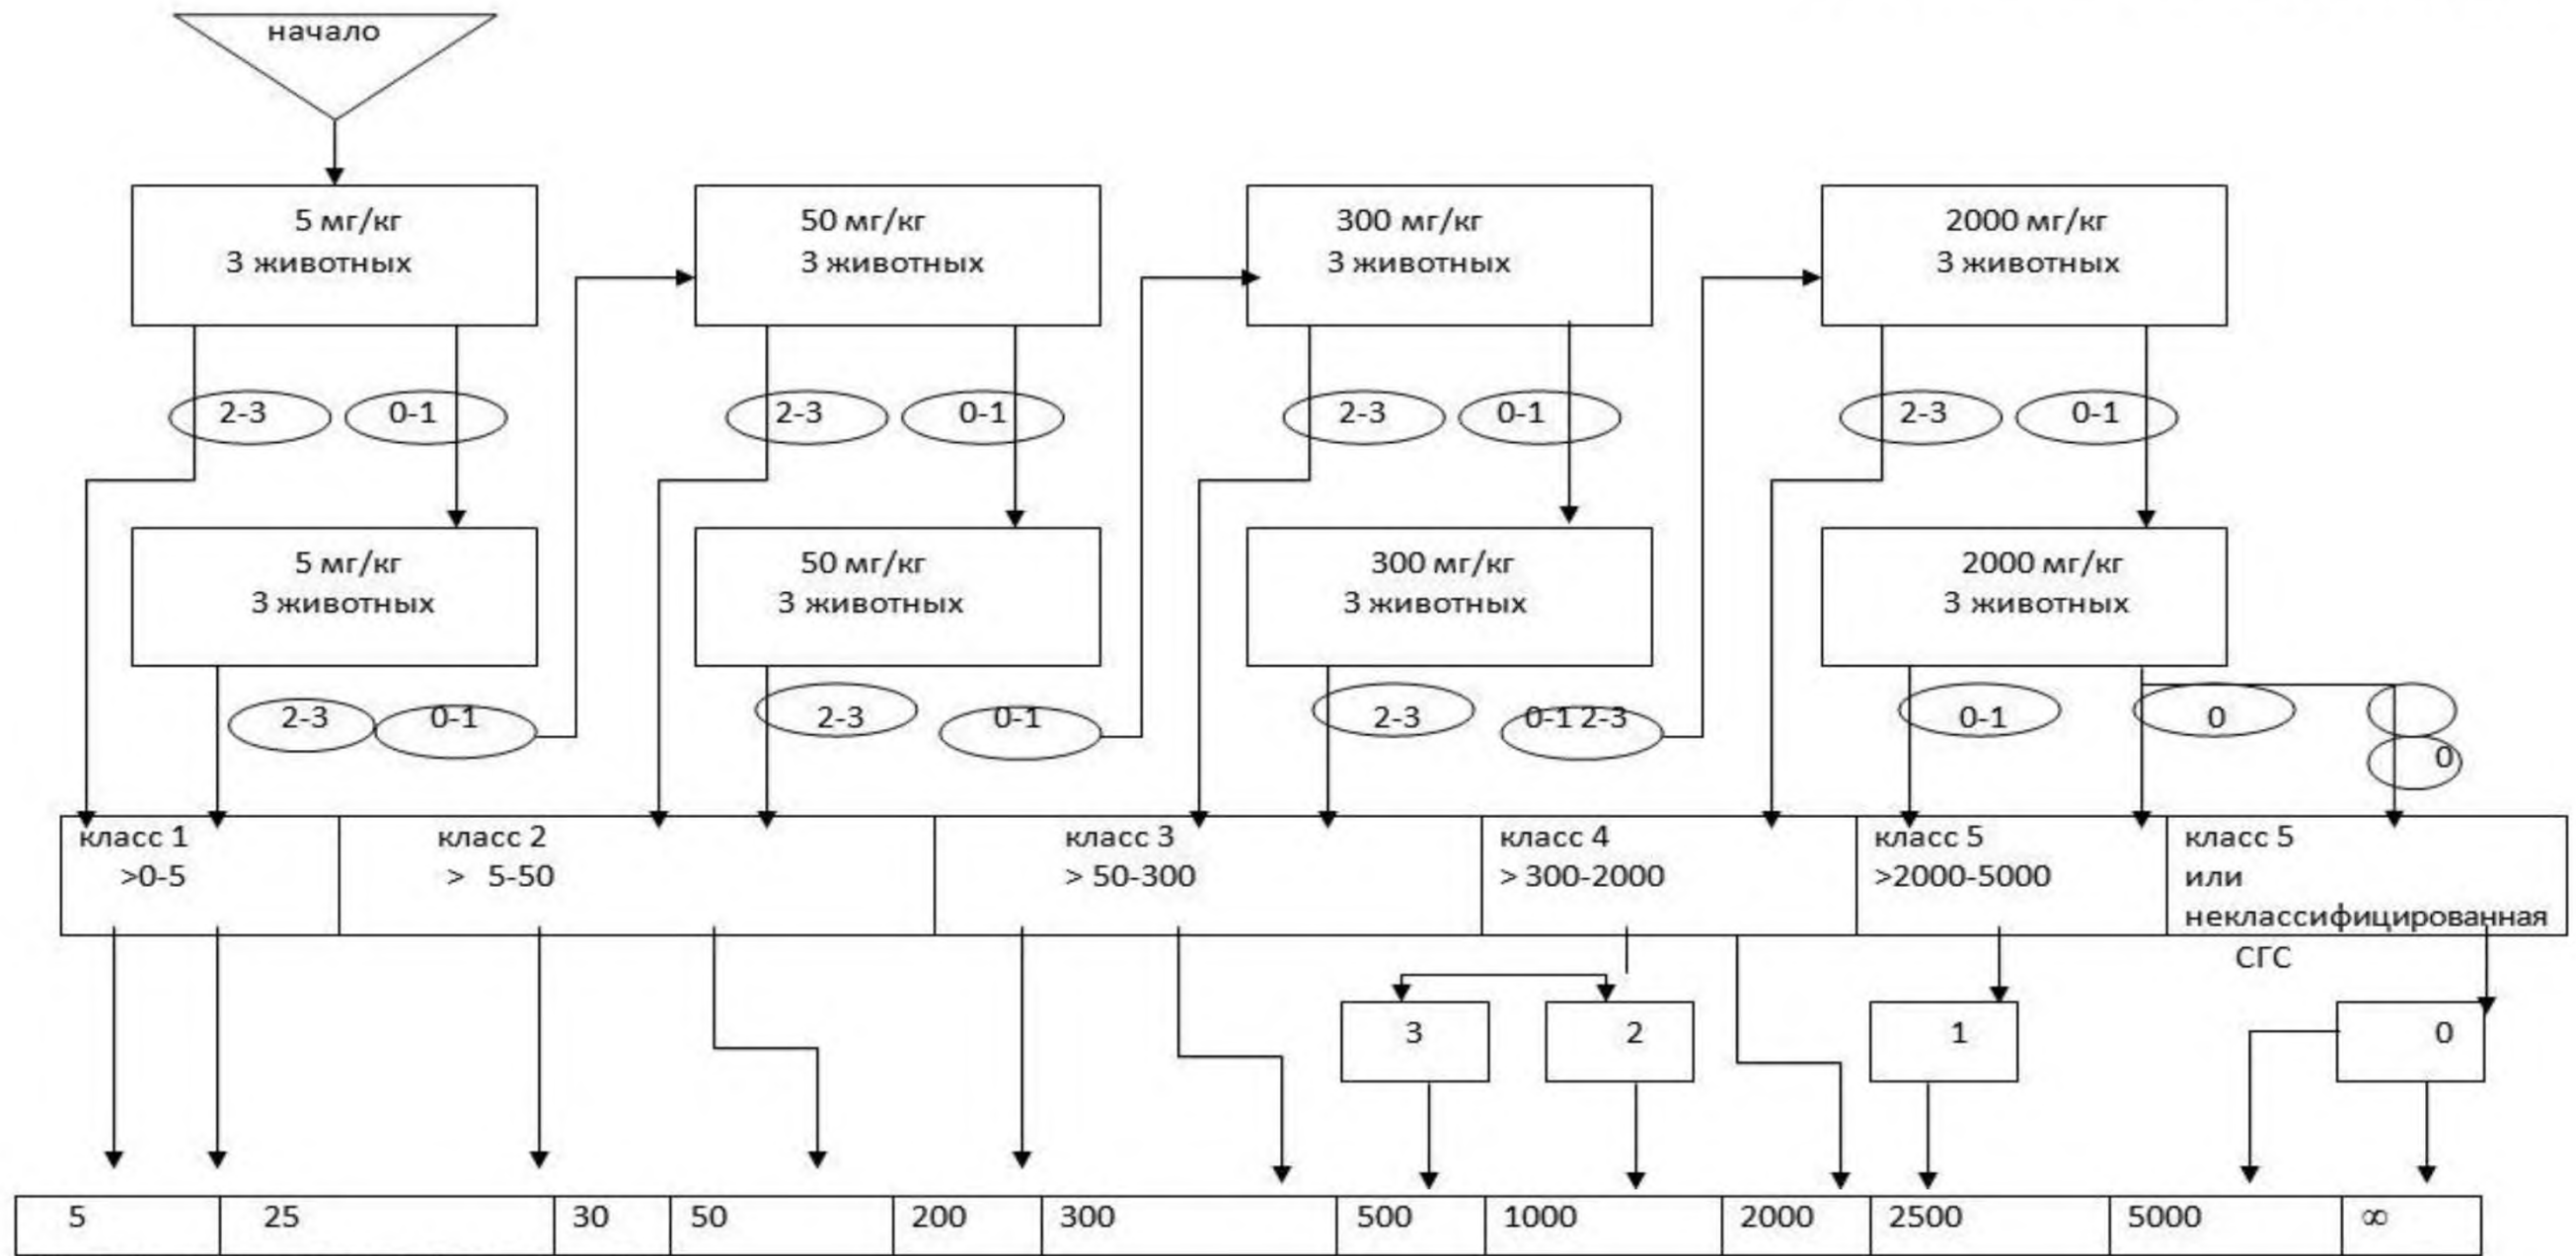 начало
5 мг/кг
3 животных
50 мг/кг
3 животных
300 мг/кг
3 животных
2000 мг/кг
3 животных
2-3
0-1
2-3
0-1
2-3
0-1
2-3
0-1
5 мг/кг
3 животных
50 мг/кг
3 животных
300 мг/кг
3 животных
2000 мг/кг
3 животных
2-3
0-1
2-3
0-1
2-3
0-1 2-3
0-1
0
0
класс 1
>0-5
класс 2
> 5-50
класс 3
> 50-300
класс 4
> 300-2000
класс 5
>2000-5000
класс 5
или
неклассифицированная
СГС
3
2
1
0
5
25
30
50
200
300
500
1000
2000
2500
5000
∞